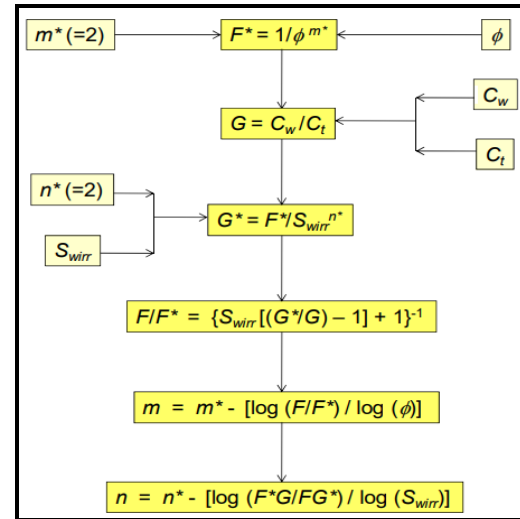 m* (=2)
F* = 1/ϕ^m*
ϕ
C_w
G = C_w/C_t
C_t
n* (=2)
G* = F*/S_wirr^n*
S_wirr
F/F* = {S_wirr [(G*/G) – 1] + 1}^-1
m = m* - [log (F/F*) / log (ϕ)]
n = n* - [log (F*G/FG*) / log (S_wirr)]